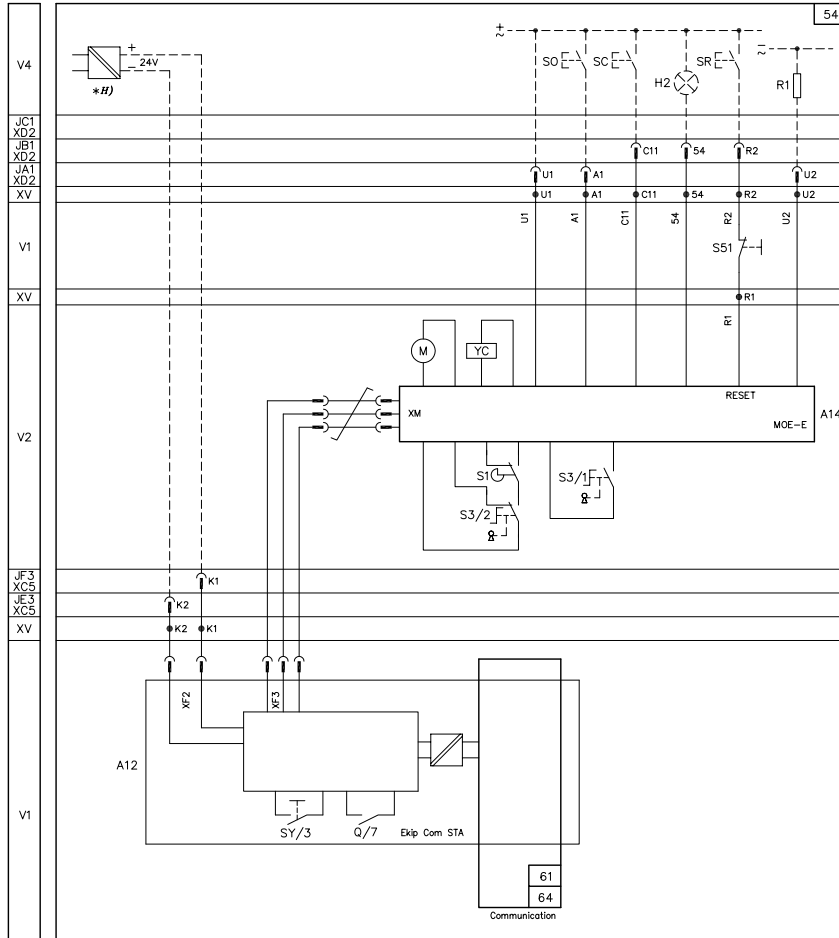 54
V4
+
−
24V
*H)
+
~
SO
SC
H2
SR
−
~
R1
JC1
XD2
JB1
XD2
C11
54
R2
JA1
XD2
U1
A1
U2
XV
U1
A1
C11
54
R2
U2
V1
U1
A1
C11
54
R2
U2
S51
XV
R1
R1
V2
M
YC
RESET
XM
MOE-E
A14
S1
S3/1
S3/2
JF3
XC5
K1
JE3
XC5
K2
XV
K2
K1
V1
XF2
XF3
A12
SY/3
Q/7
Ekip Com STA
61
64
Communication